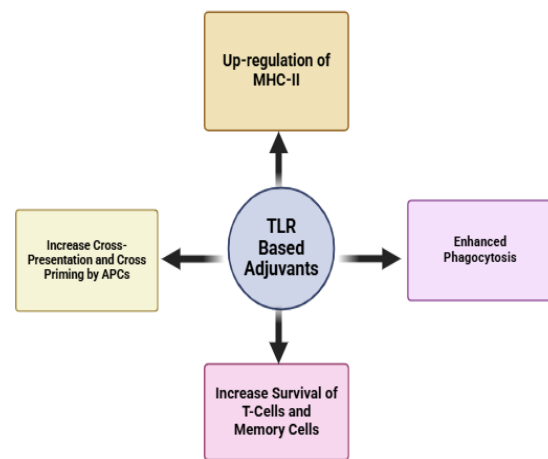 Up-regulation of
MHC-II
TLR
Based
Adjuvants
Increase Cross-
Presentation and Cross
Priming by APCs
Enhanced
Phagocytosis
Increase Survival of
T-Cells and
Memory Cells